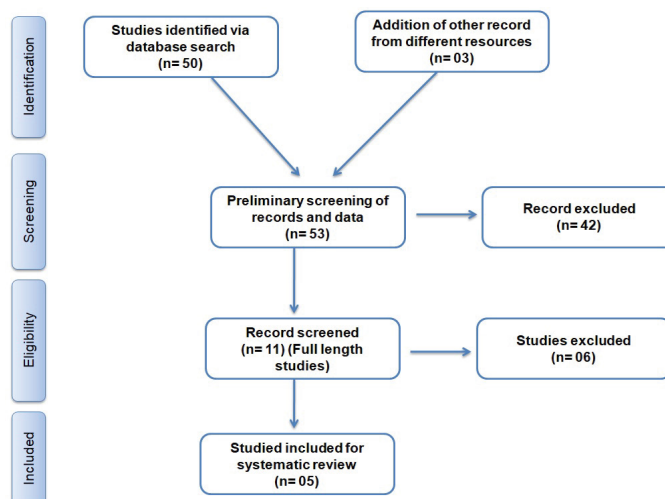 Identification
Studies identified via
database search
(n= 50)
Addition of other record
from different resources
(n= 03)
Screening
Preliminary screening of
records and data
(n= 53)
Record excluded
(n= 42)
Eligibility
Record screened
(n= 11) (Full length
studies)
Studies excluded
(n= 06)
Included
Studied included for
systematic review
(n= 05)